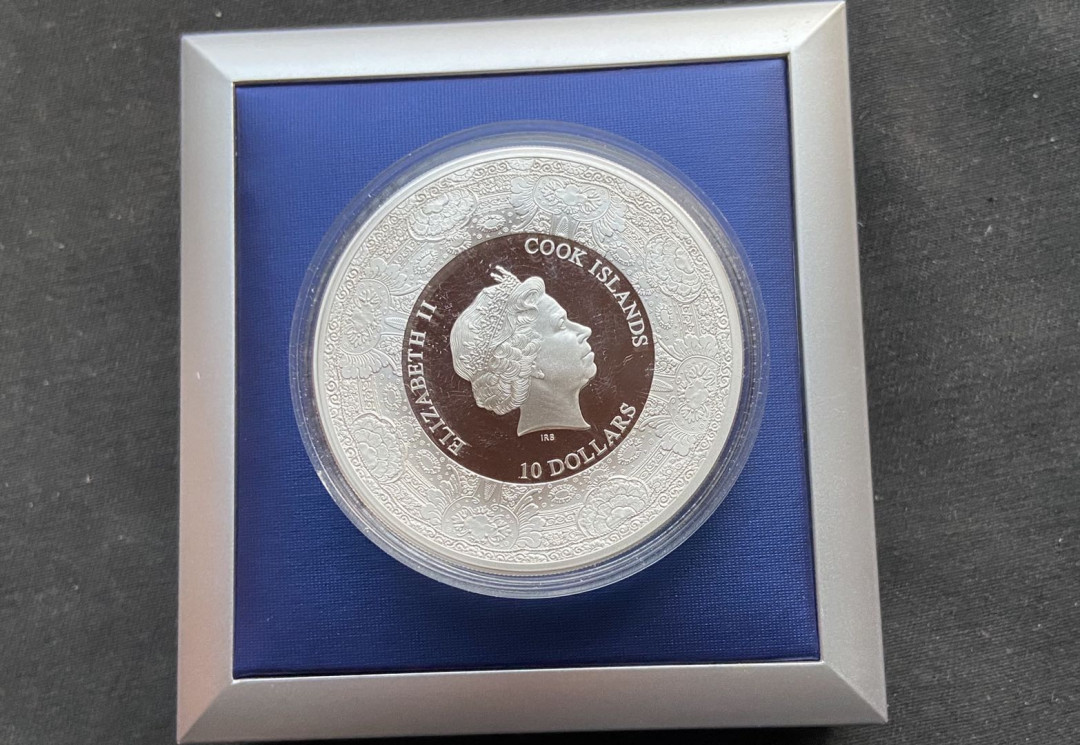 ELIZABETH II
COOK ISLANDS
10 DOLLARS
IRB